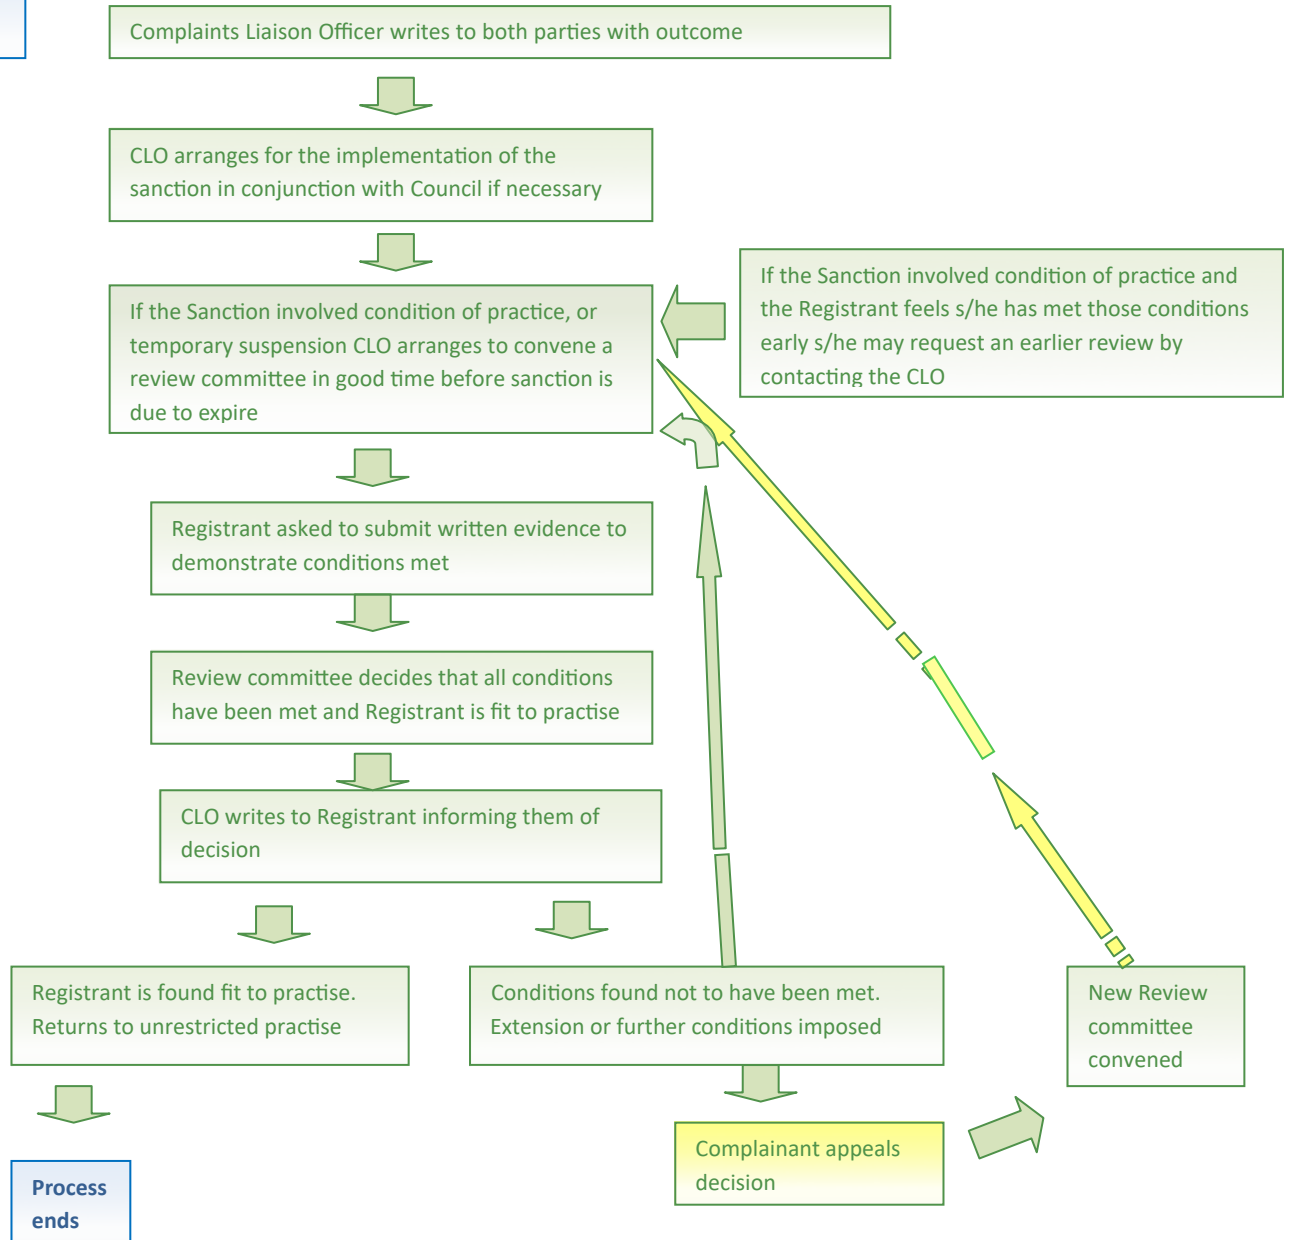 Complaints Liaison Officer writes to both parties with outcome
CLO arranges for the implementation of the
sanction in conjunction with Council if necessary
If the Sanction involved condition of practice, or
temporary suspension CLO arranges to convene a
review committee in good time before sanction is
due to expire
If the Sanction involved condition of practice and
the Registrant feels s/he has met those conditions
early s/he may request an earlier review by
contacting the CLO
Registrant asked to submit written evidence to
demonstrate conditions met
Review committee decides that all conditions
have been met and Registrant is fit to practise
CLO writes to Registrant informing them of
decision
Registrant is found fit to practise.
Returns to unrestricted practise
Conditions found not to have been met.
Extension or further conditions imposed
New Review
committee
convened
Complainant appeals
decision
Process
ends